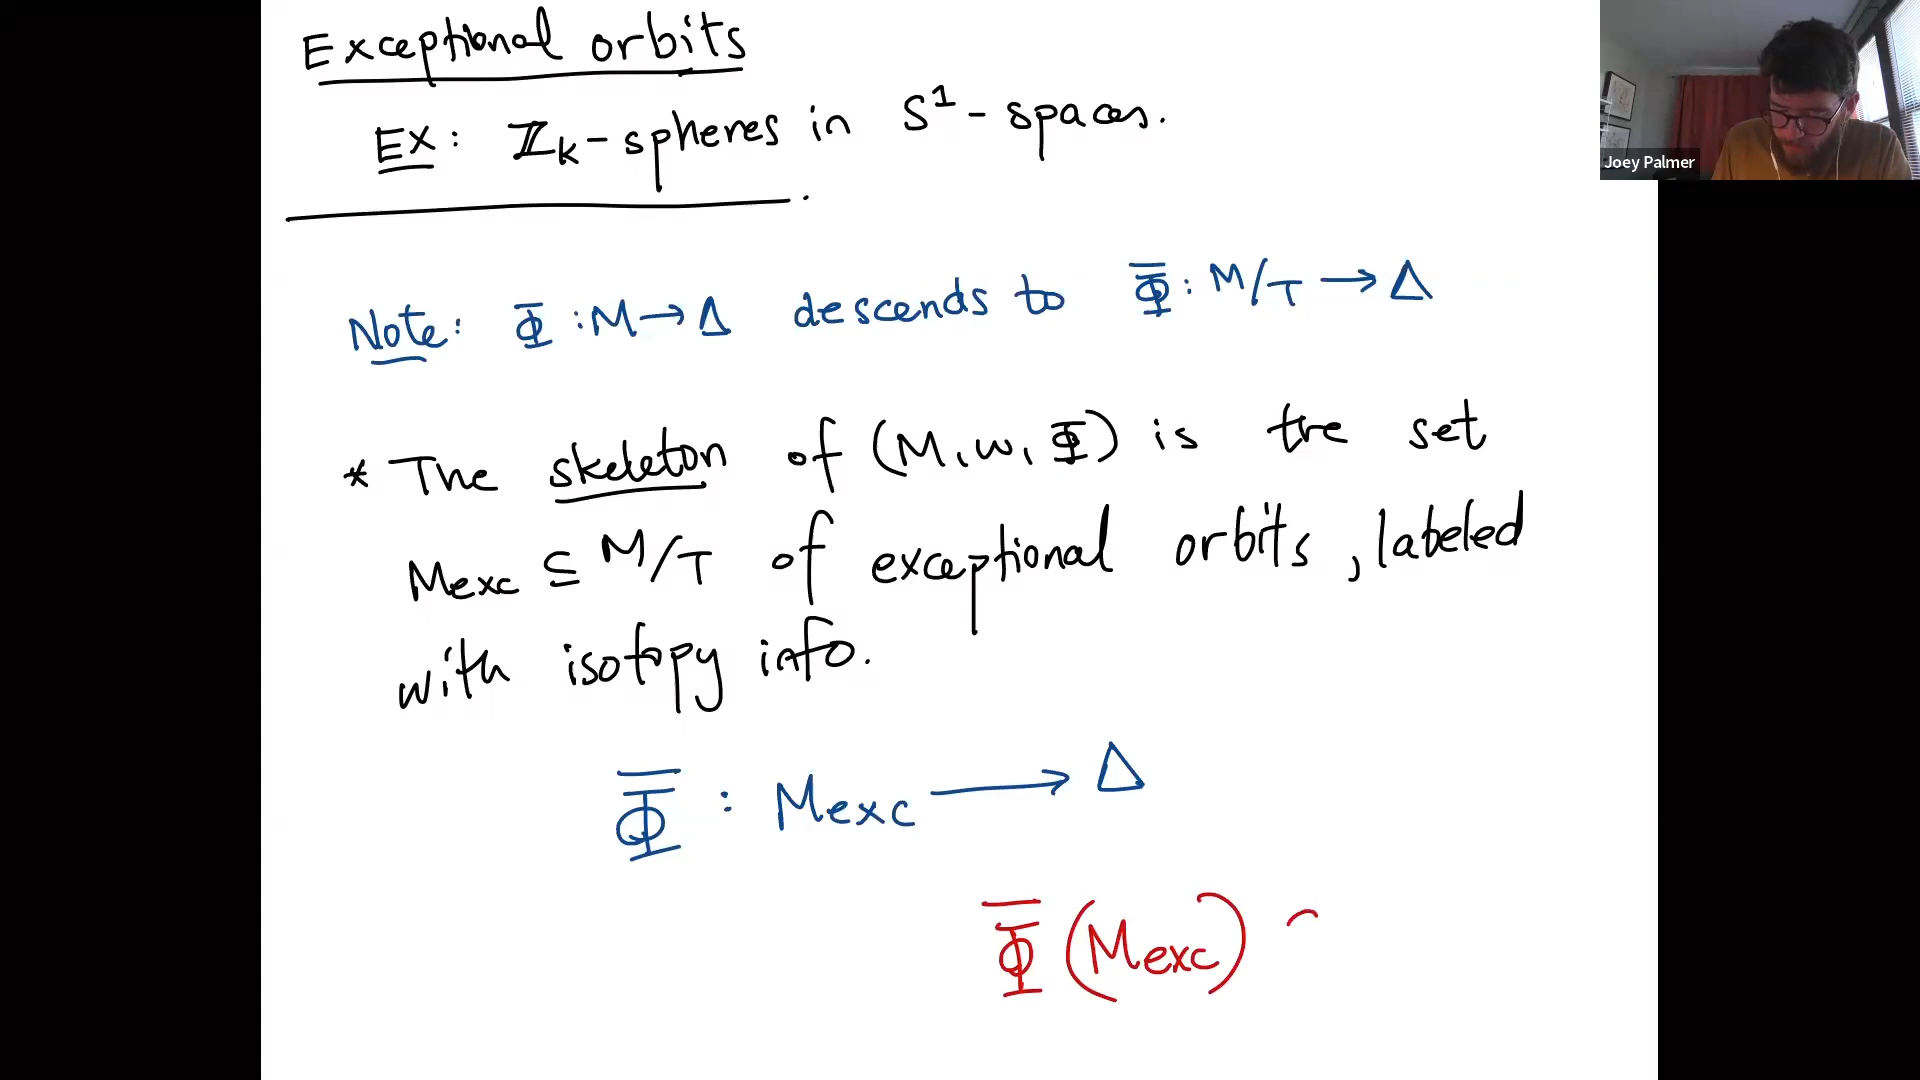 Exceptional orbits
Ex: ℤₖ-spheres in S¹-spaces.
Joey Palmer
Note: Φ : M → Δ descends to Φ̅ : M/T → Δ
* The skeleton of (M, ω, Φ) is the set
Mexc ⊆ M/T of exceptional orbits, labeled
with isotopy info.
Φ̅ : Mexc → Δ
Φ̅ (Mexc)